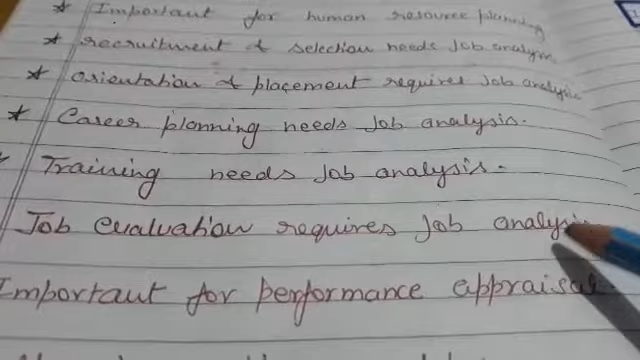 * Important for human resource planning
* recruitment & selection needs Job analysis.
* orientation & placement requires Job analysis
* Career planning needs Job analysis.
Training needs Job analysis.
Job evaluation requires Job analysis
Important for performance appraisal.